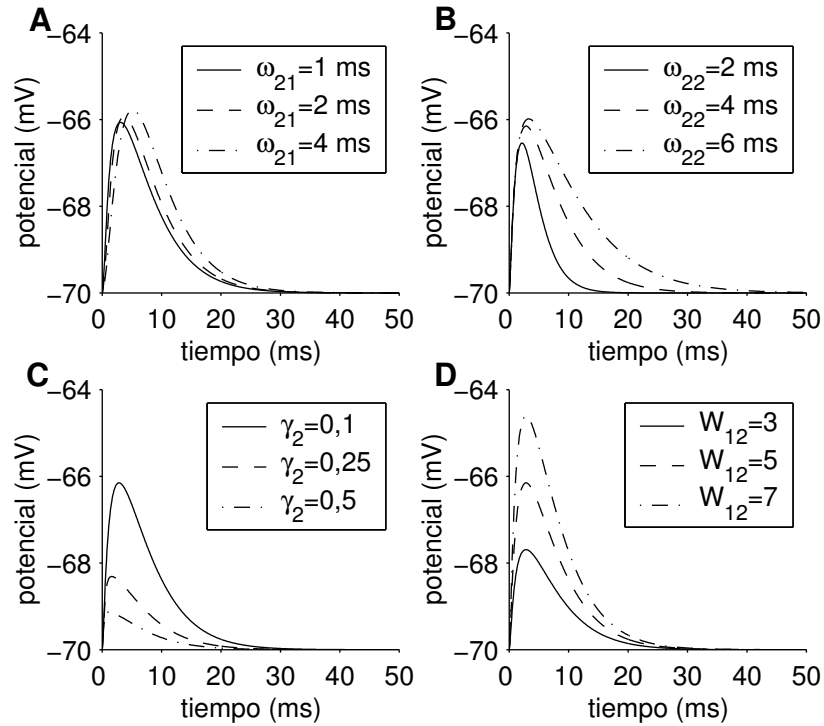 A
potencial (mV)
−64
−66
−68
−70
ω21=1 ms
ω21=2 ms
ω21=4 ms
0 10 20 30 40 50
tiempo (ms)
B
potencial (mV)
−64
−66
−68
−70
ω22=2 ms
ω22=4 ms
ω22=6 ms
0 10 20 30 40 50
tiempo (ms)
C
potencial (mV)
−64
−66
−68
−70
γ2=0,1
γ2=0,25
γ2=0,5
0 10 20 30 40 50
tiempo (ms)
D
potencial (mV)
−64
−66
−68
−70
W12=3
W12=5
W12=7
0 10 20 30 40 50
tiempo (ms)